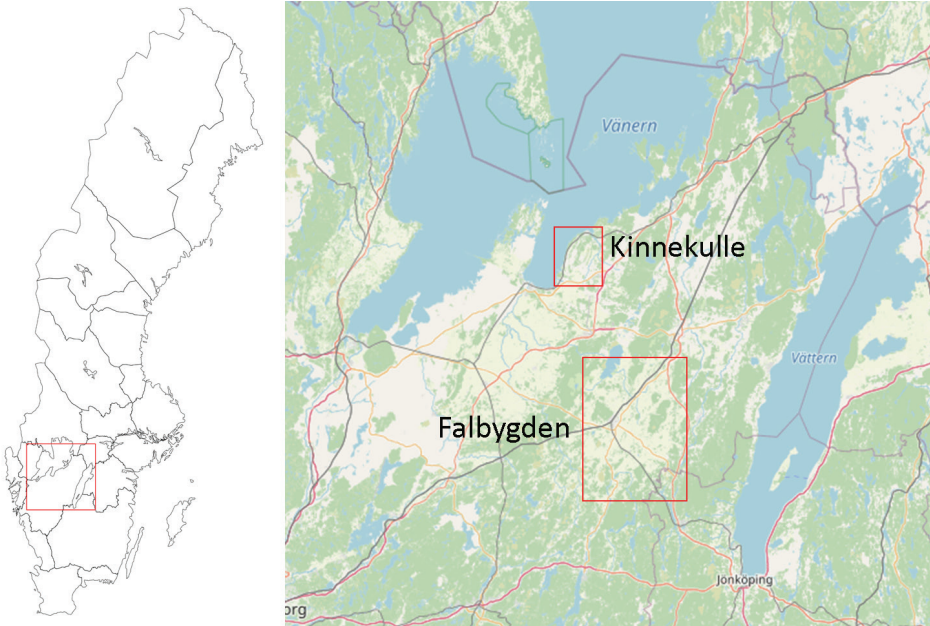 Vänern
Kinnekulle
Vättern
Falbygden
Jönköping
org